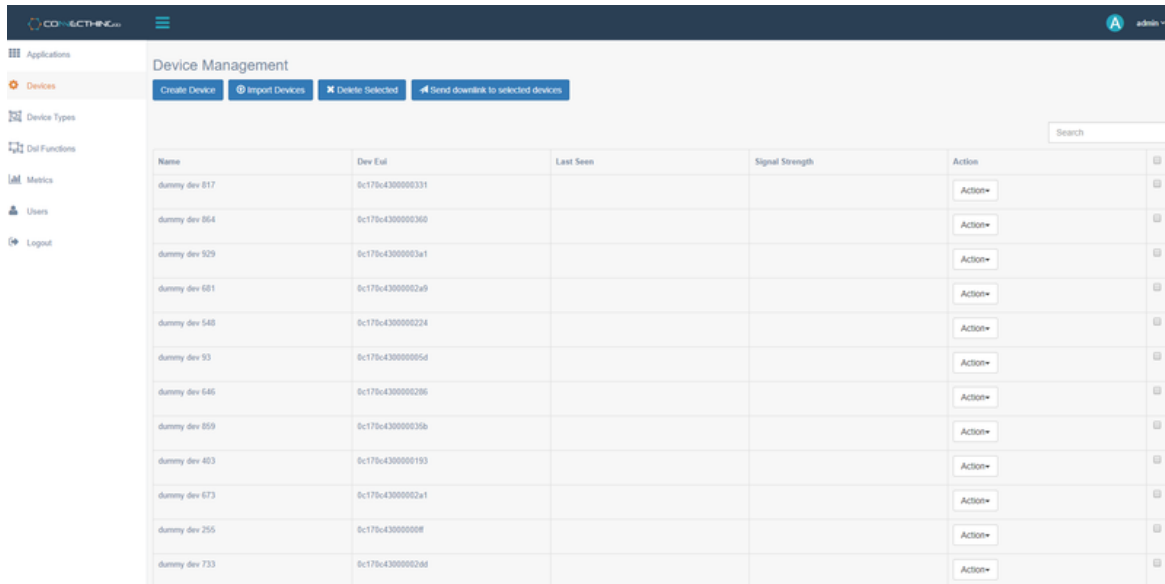 CONNECTHING
admin
Applications
Devices
Device Types
Dsl Functions
Metrics
Users
Logout
Device Management
Create Device Import Devices Delete Selected Send downlink to selected devices
Search
Name Dev Eui Last Seen Signal Strength Action
dummy dev 817 0c170c4300000331 Action
dummy dev 864 0c170c4300000360 Action
dummy dev 929 0c170c43000003a1 Action
dummy dev 681 0c170c43000002a9 Action
dummy dev 548 0c170c4300000224 Action
dummy dev 93 0c170c430000005d Action
dummy dev 646 0c170c4300000286 Action
dummy dev 859 0c170c430000035b Action
dummy dev 403 0c170c4300000193 Action
dummy dev 673 0c170c43000002a1 Action
dummy dev 255 0c170c43000000ff Action
dummy dev 733 0c170c43000002dd Action